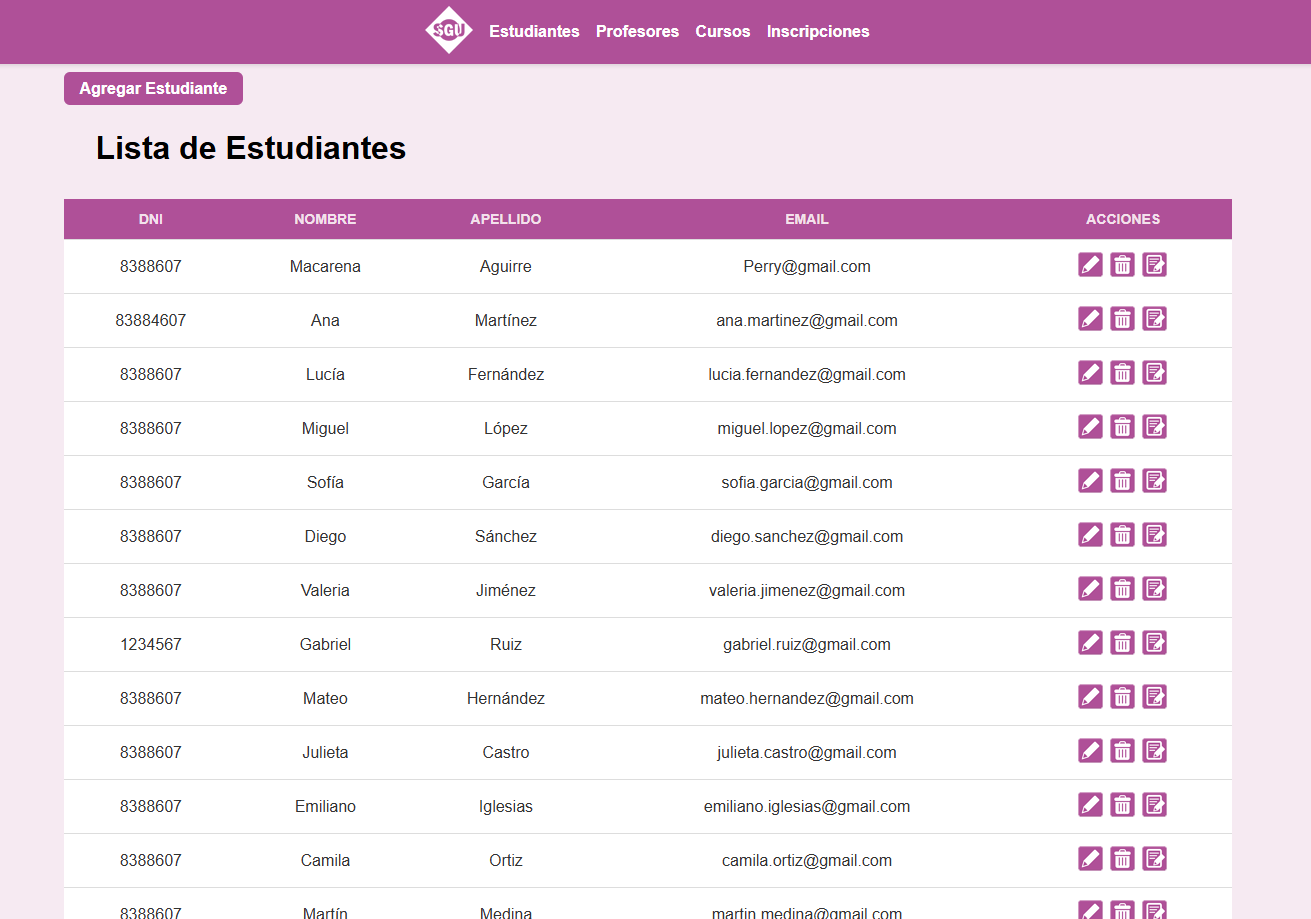 SGU Estudiantes Profesores Cursos Inscripciones
Agregar Estudiante
Lista de Estudiantes
DNI NOMBRE APELLIDO EMAIL ACCIONES
8388607 Macarena Aguirre Perry@gmail.com
83884607 Ana Martínez ana.martinez@gmail.com
8388607 Lucía Fernández lucia.fernandez@gmail.com
8388607 Miguel López miguel.lopez@gmail.com
8388607 Sofía García sofia.garcia@gmail.com
8388607 Diego Sánchez diego.sanchez@gmail.com
8388607 Valeria Jiménez valeria.jimenez@gmail.com
1234567 Gabriel Ruiz gabriel.ruiz@gmail.com
8388607 Mateo Hernández mateo.hernandez@gmail.com
8388607 Julieta Castro julieta.castro@gmail.com
8388607 Emiliano Iglesias emiliano.iglesias@gmail.com
8388607 Camila Ortiz camila.ortiz@gmail.com
8388607 Martín Medina martin.medina@gmail.com